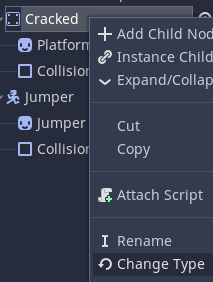 Cracked
Platform
Collision
Jumper
Jumper
Collision
Add Child Nod
Instance Child
Expand/Collap
Cut
Copy
Attach Script
Rename
Change Type